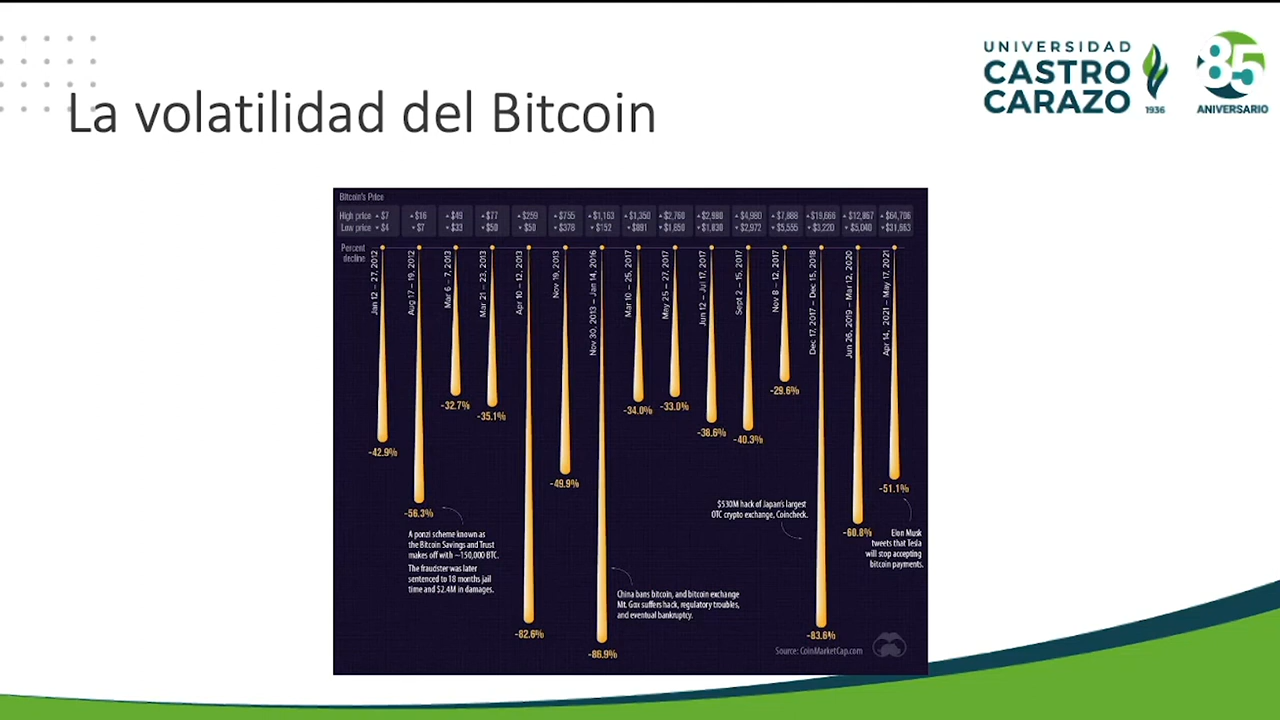 UNIVERSIDAD
CASTRO
CARAZO
1936
85
ANIVERSARIO
La volatilidad del Bitcoin
Bitcoin's Price
High price $7 $16 $49 $77 $259 $755 $1,163 $1,350 $2,760 $2,980 $4,980 $7,888 $19,666 $12,867 $64,706
Low price $4 $7 $33 $50 $50 $378 $152 $891 $1,850 $1,830 $2,972 $5,555 $3,220 $5,040 $31,663
Percent
decline
Jan 12 – 27, 2012
Aug 17 – 19, 2012
Mar 6 – 7, 2013
Mar 21 – 23, 2013
Apr 10 – 12, 2013
Nov 19, 2013
Nov 30, 2013 – Jan 14, 2016
Mar 10 – 25, 2017
May 25 – 27, 2017
Jun 12 – Jul 17, 2017
Sept 2 – 15, 2017
Nov 8 – 12, 2017
Dec 17, 2017 – Dec 15, 2018
Jun 26, 2019 – Mar 12, 2020
Apr 14, 2021 – May 17, 2021
-42.9%
-56.3%
-32.7%
-35.1%
-82.6%
-49.9%
-86.9%
-34.0%
-33.0%
-38.6%
-40.3%
-29.6%
-83.6%
-60.8%
-51.1%
A ponzi scheme known as
the Bitcoin Savings and Trust
makes off with ~150,000 BTC.
The fraudster was later
sentenced to 18 months jail
time and $2.4M in damages.
China bans bitcoin, and bitcoin exchange
Mt. Gox suffers hack, regulatory troubles,
and eventual bankruptcy.
$530M hack of Japan's largest
OTC crypto exchange, Coincheck.
Elon Musk
tweets that Tesla
will stop accepting
bitcoin payments.
Source: CoinMarketCap.com